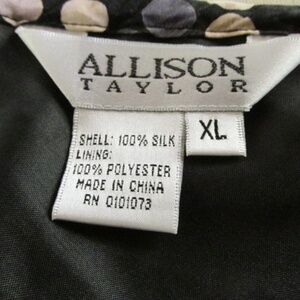 ALLISON
TAYLOR
XL
SHELL: 100% SILK
LINING:
100% POLYESTER
MADE IN CHINA
RN 0101073